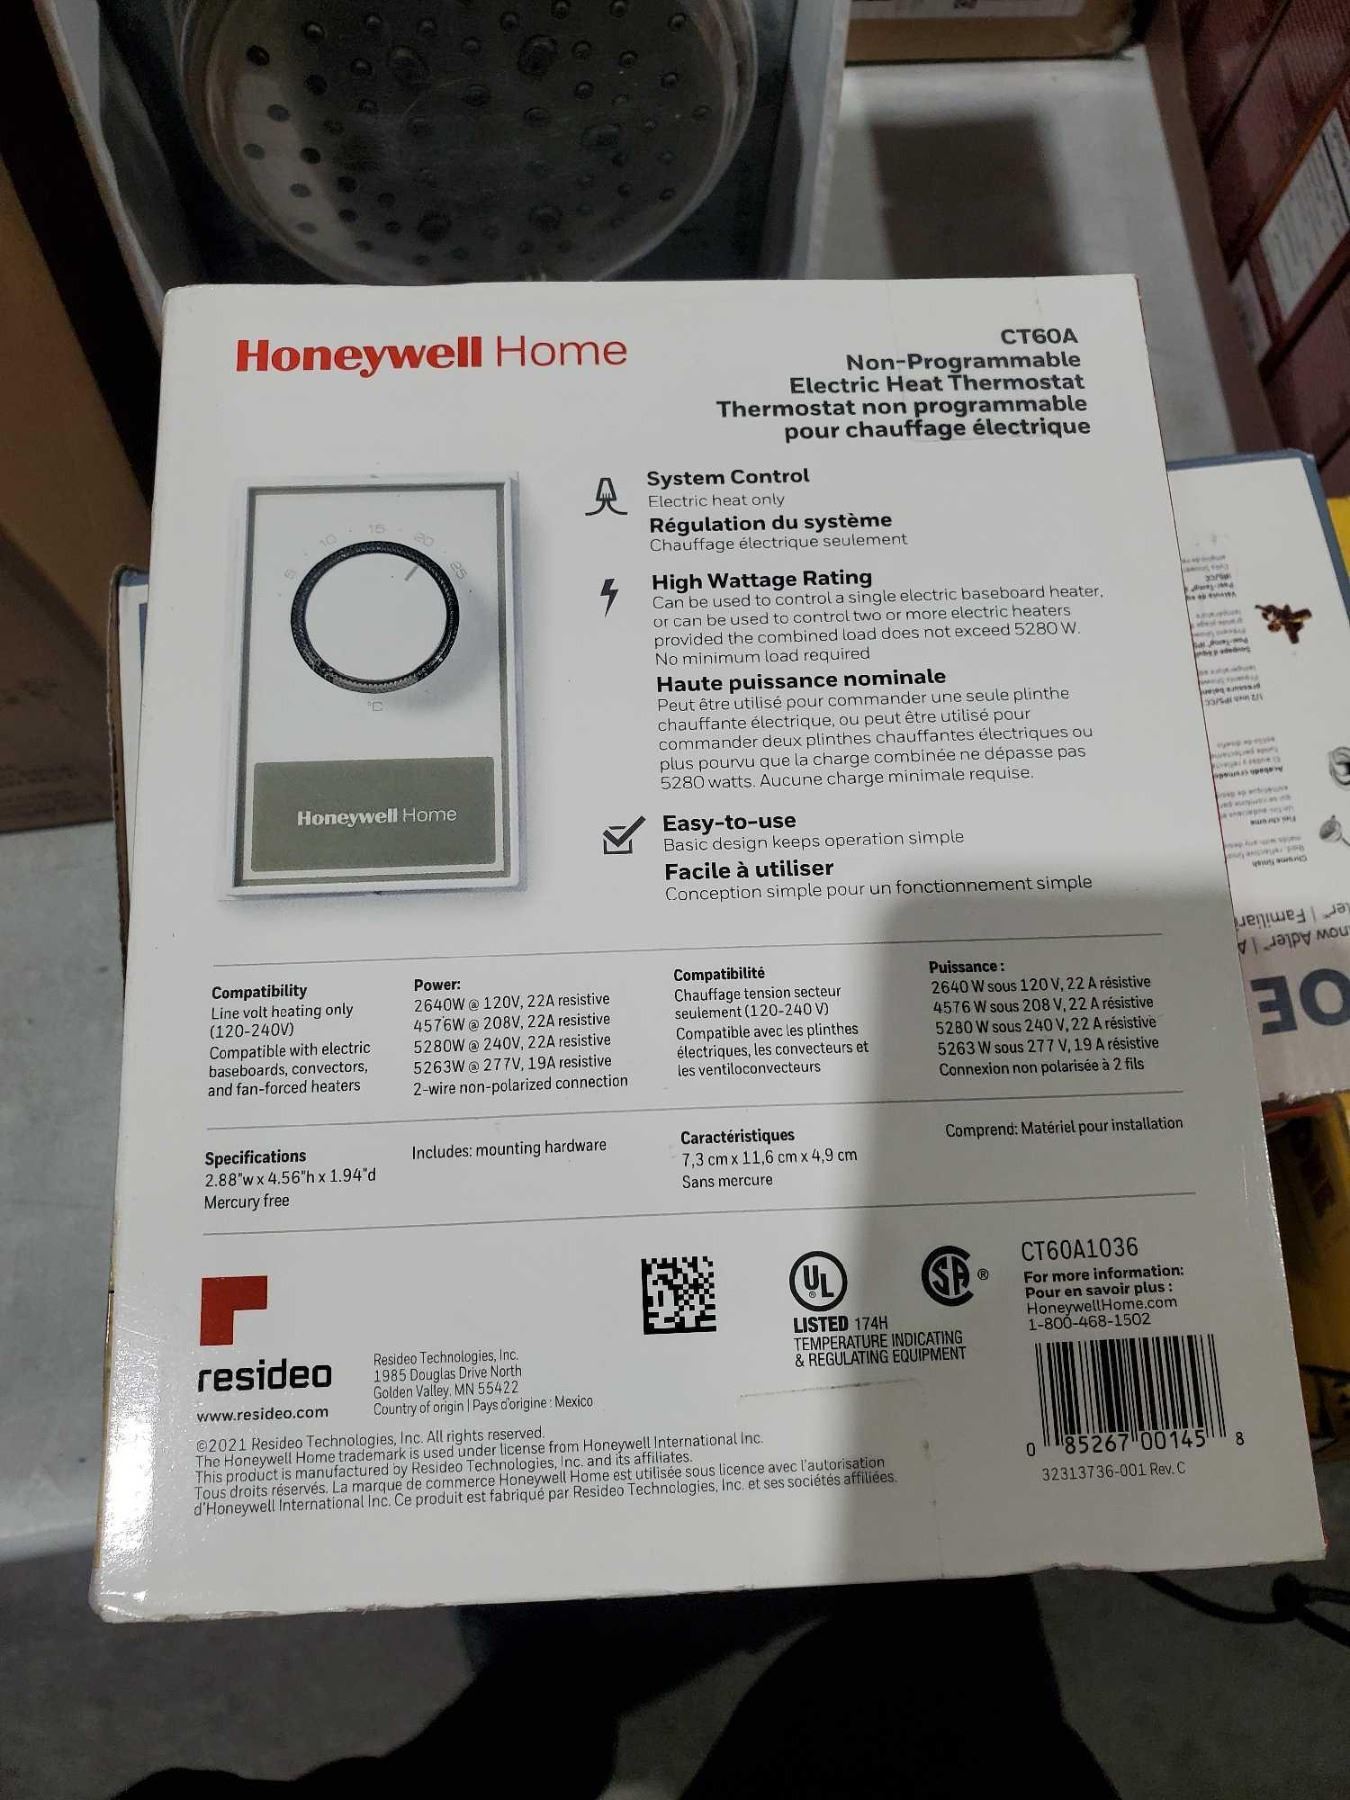 Honeywell Home
CT60A
Non-Programmable
Electric Heat Thermostat
Thermostat non programmable
pour chauffage électrique
5 10 15 20 25
°C
Honeywell Home
System Control
Electric heat only
Régulation du système
Chauffage électrique seulement
High Wattage Rating
Can be used to control a single electric baseboard heater,
or can be used to control two or more electric heaters
provided the combined load does not exceed 5280 W.
No minimum load required
Haute puissance nominale
Peut être utilisé pour commander une seule plinthe
chauffante électrique, ou peut être utilisé pour
commander deux plinthes chauffantes électriques ou
plus pourvu que la charge combinée ne dépasse pas
5280 watts. Aucune charge minimale requise.
Easy-to-use
Basic design keeps operation simple
Facile à utiliser
Conception simple pour un fonctionnement simple
Compatibility
Line volt heating only
(120-240V)
Compatible with electric
baseboards, convectors,
and fan-forced heaters
Power:
2640W @ 120V, 22A resistive
4576W @ 208V, 22A resistive
5280W @ 240V, 22A resistive
5263W @ 277V, 19A resistive
2-wire non-polarized connection
Compatibilité
Chauffage tension secteur
seulement (120-240 V)
Compatible avec les plinthes
électriques, les convecteurs et
les ventiloconvecteurs
Puissance :
2640 W sous 120 V, 22 A résistive
4576 W sous 208 V, 22 A résistive
5280 W sous 240 V, 22 A résistive
5263 W sous 277 V, 19 A résistive
Connexion non polarisée à 2 fils
Specifications
2.88"w x 4.56"h x 1.94"d
Mercury free
Includes: mounting hardware
Caractéristiques
7,3 cm x 11,6 cm x 4,9 cm
Sans mercure
Comprend: Matériel pour installation
resideo
www.resideo.com
Resideo Technologies, Inc.
1985 Douglas Drive North
Golden Valley, MN 55422
Country of origin | Pays d'origine : Mexico
UL
LISTED 174H
TEMPERATURE INDICATING
& REGULATING EQUIPMENT
SA ®
CT60A1036
For more information:
Pour en savoir plus :
HoneywellHome.com
1-800-468-1502
0 85267 00145 8
32313736-001 Rev. C
©2021 Resideo Technologies, Inc. All rights reserved.
The Honeywell Home trademark is used under license from Honeywell International Inc.
This product is manufactured by Resideo Technologies, Inc. and its affiliates.
Tous droits réservés. La marque de commerce Honeywell Home est utilisée sous licence avec l'autorisation
d'Honeywell International Inc. Ce produit est fabriqué par Resideo Technologies, Inc. et ses sociétés affiliées.